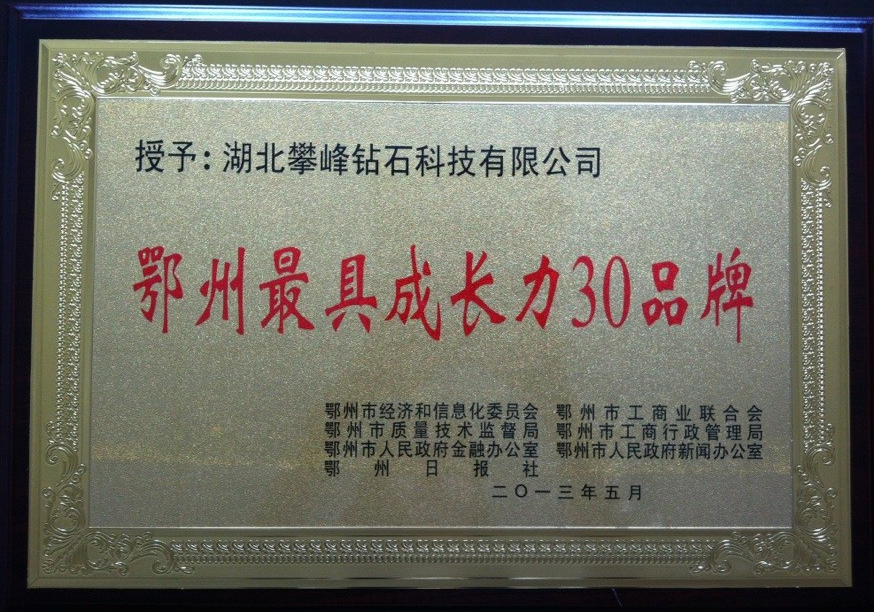 授予：湖北攀峰钻石科技有限公司
鄂州最具成长力30品牌
鄂州市经济和信息化委员会 鄂州市工商业联合会
鄂州市质量技术监督局 鄂州市工商行政管理局
鄂州市人民政府金融办公室 鄂州市人民政府新闻办公室
鄂州日报社
二〇一三年五月